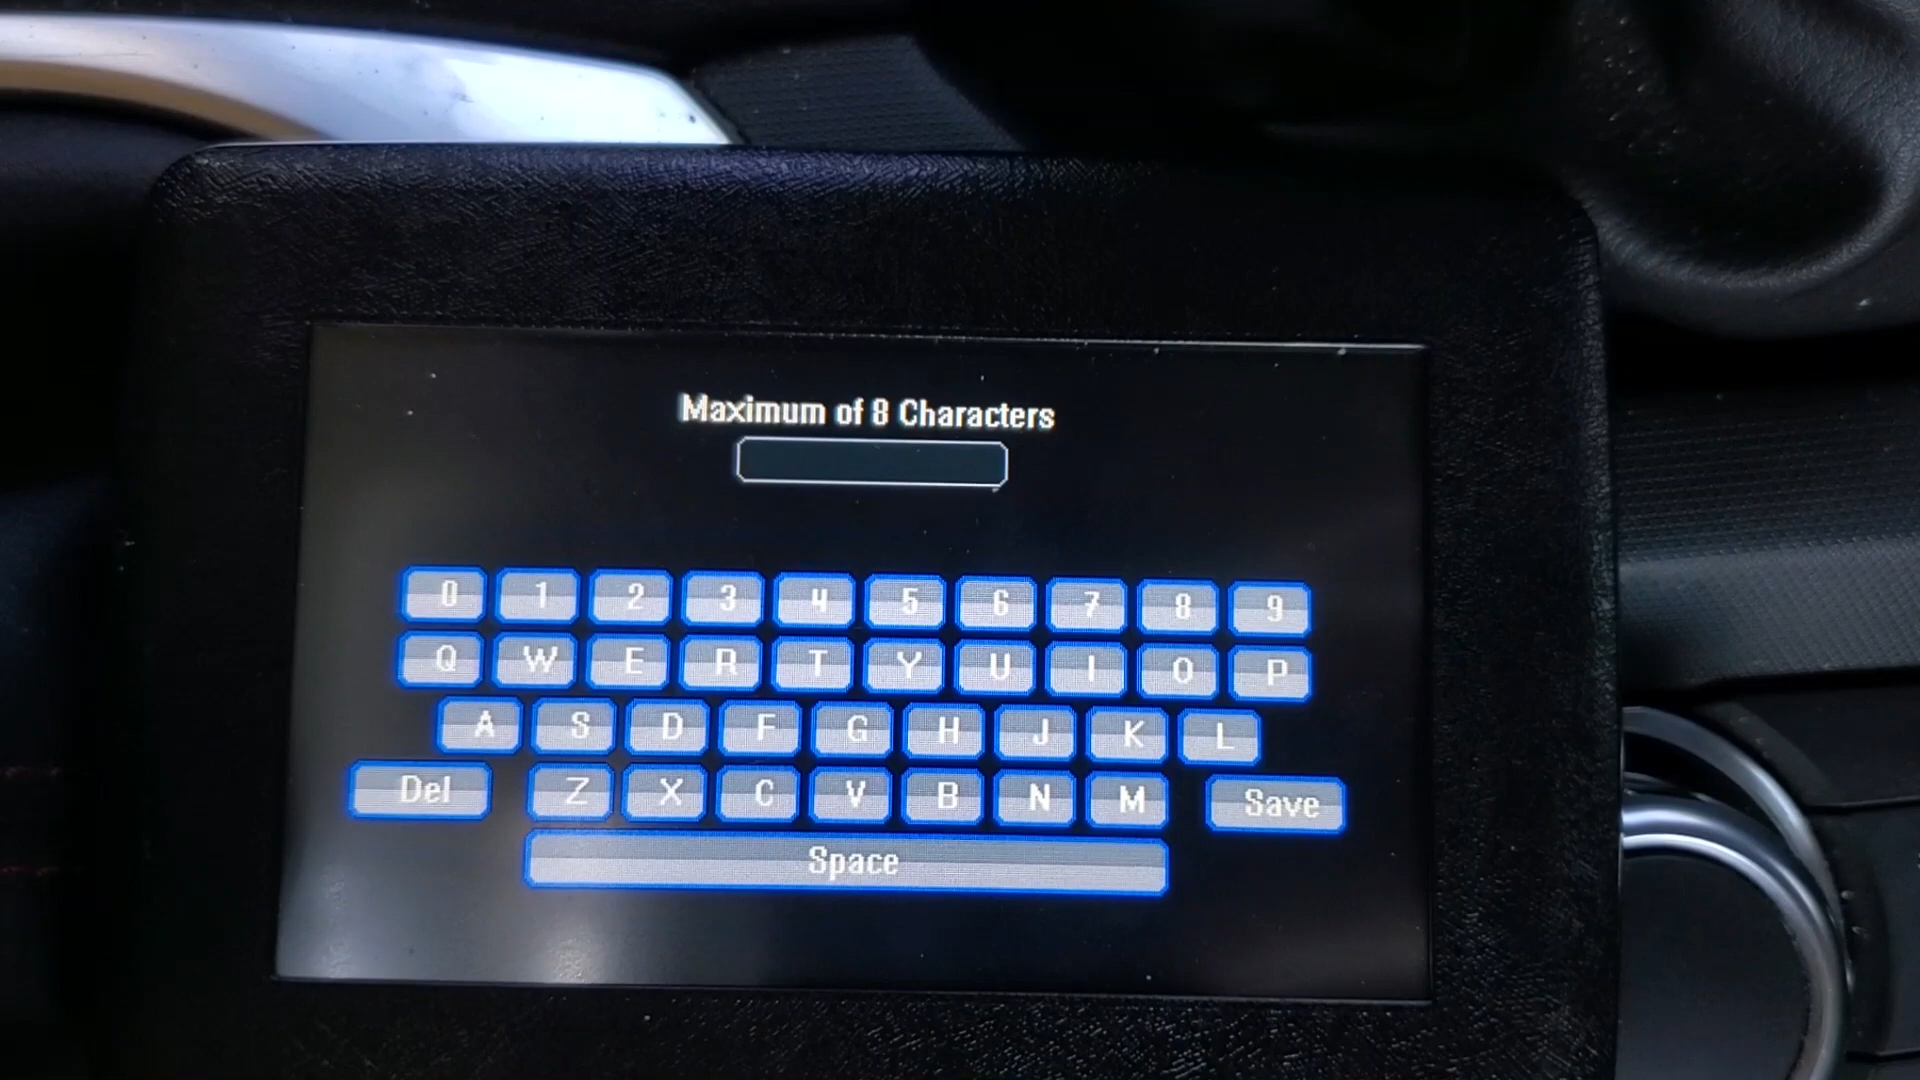 Maximum of 8 Characters
0 1 2 3 4 5 6 7 8 9
Q W E R T Y U I O P
A S D F G H J K L
Del Z X C V B N M Save
Space